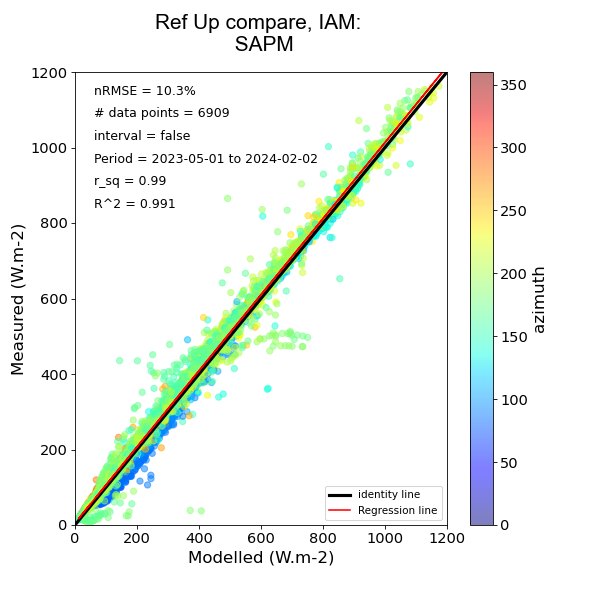 Ref Up compare, IAM:
SAPM
1200
1000
800
600
400
200
0
Measured (W.m-2)
nRMSE = 10.3%
# data points = 6909
interval = false
Period = 2023-05-01 to 2024-02-02
r_sq = 0.99
R^2 = 0.991
identity line
Regression line
0 200 400 600 800 1000 1200
Modelled (W.m-2)
350
300
250
200
150
100
50
0
azimuth